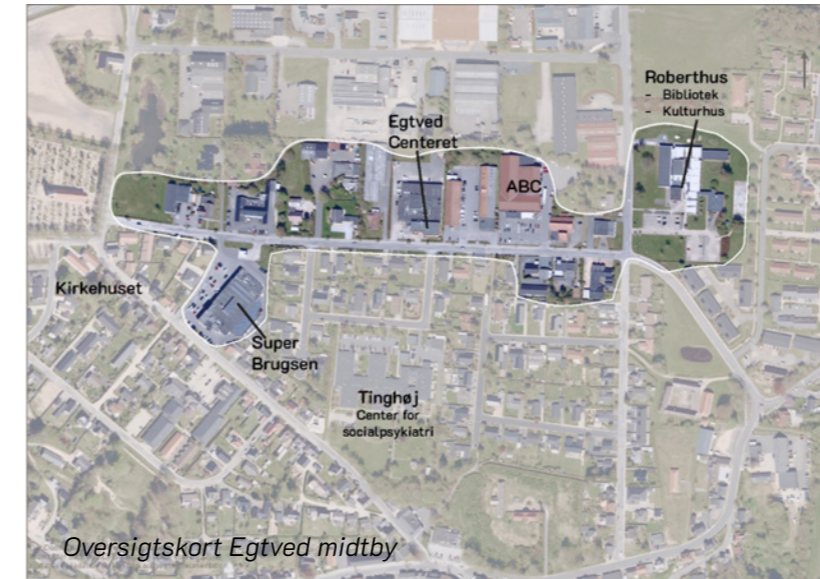 Roberthus
- Bibliotek
- Kulturhus
Egtved
Centeret
ABC
Kirkehuset
Super
Brugsen
Tinghøj
Center for
socialpsykiatri
Oversigtskort Egtved midtby